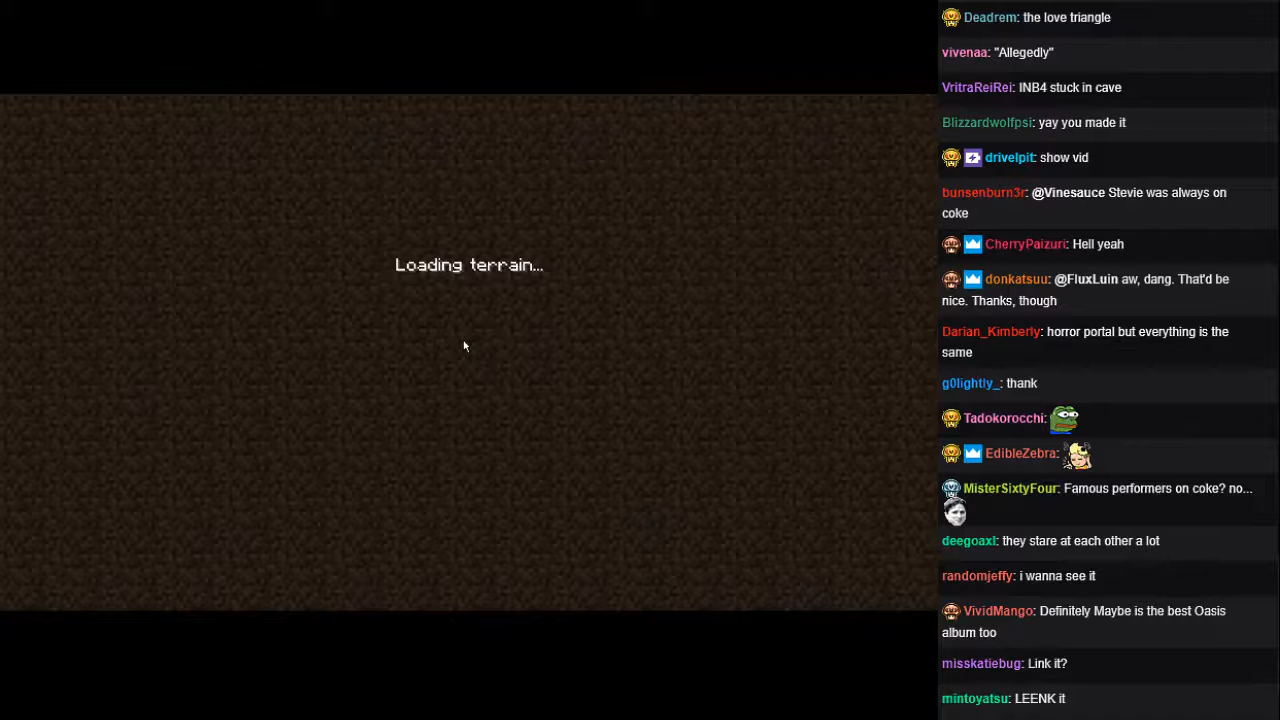 Loading terrain...
Deadrem: the love triangle
vivenaa: "Allegedly"
VritraReiRei: INB4 stuck in cave
Blizzardwolfpsi: yay you made it
drivelpit: show vid
bunsenburn3r: @Vinesauce Stevie was always on
coke
CherryPaizuri: Hell yeah
donkatsuu: @FluxLuin aw, dang. That'd be
nice. Thanks, though
Darian_Kimberly: horror portal but everything is the
same
g0lightly_: thank
Tadokorocchi:
EdibleZebra:
MisterSixtyFour: Famous performers on coke? no...
deegoaxl: they stare at each other a lot
randomjeffy: i wanna see it
VividMango: Definitely Maybe is the best Oasis
album too
misskatiebug: Link it?
mintoyatsu: LEENK it